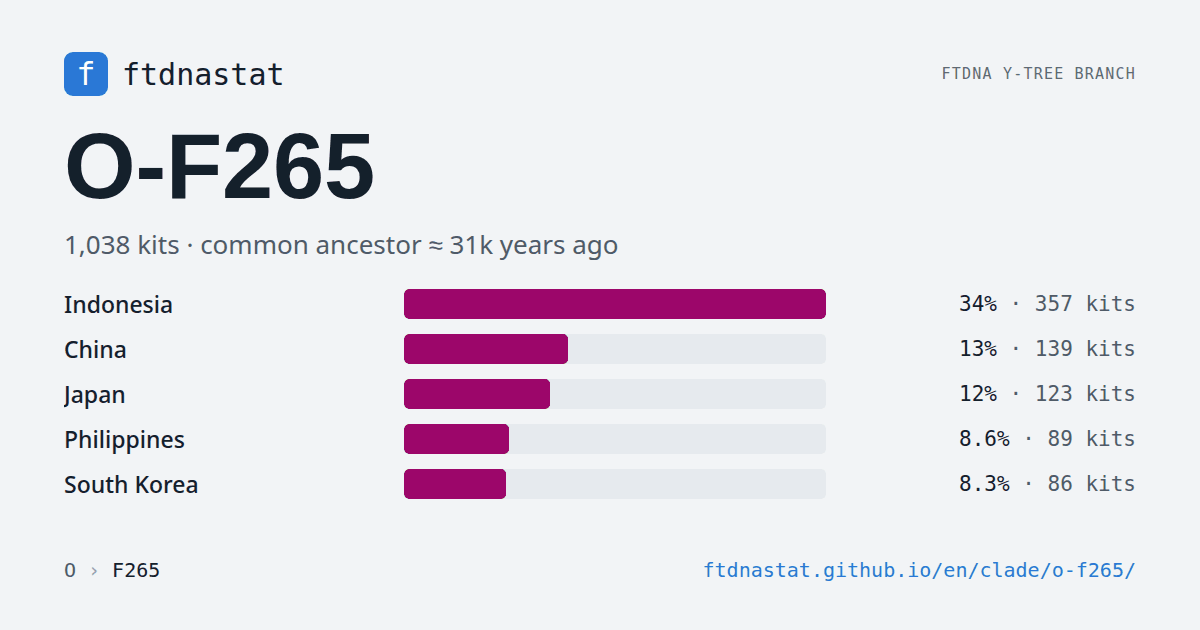 f ftdnastat
FTDNA Y-TREE BRANCH
O-F265
1,038 kits · common ancestor ≈ 31k years ago
Indonesia 34% · 357 kits
China 13% · 139 kits
Japan 12% · 123 kits
Philippines 8.6% · 89 kits
South Korea 8.3% · 86 kits
O › F265
ftdnastat.github.io/en/clade/o-f265/